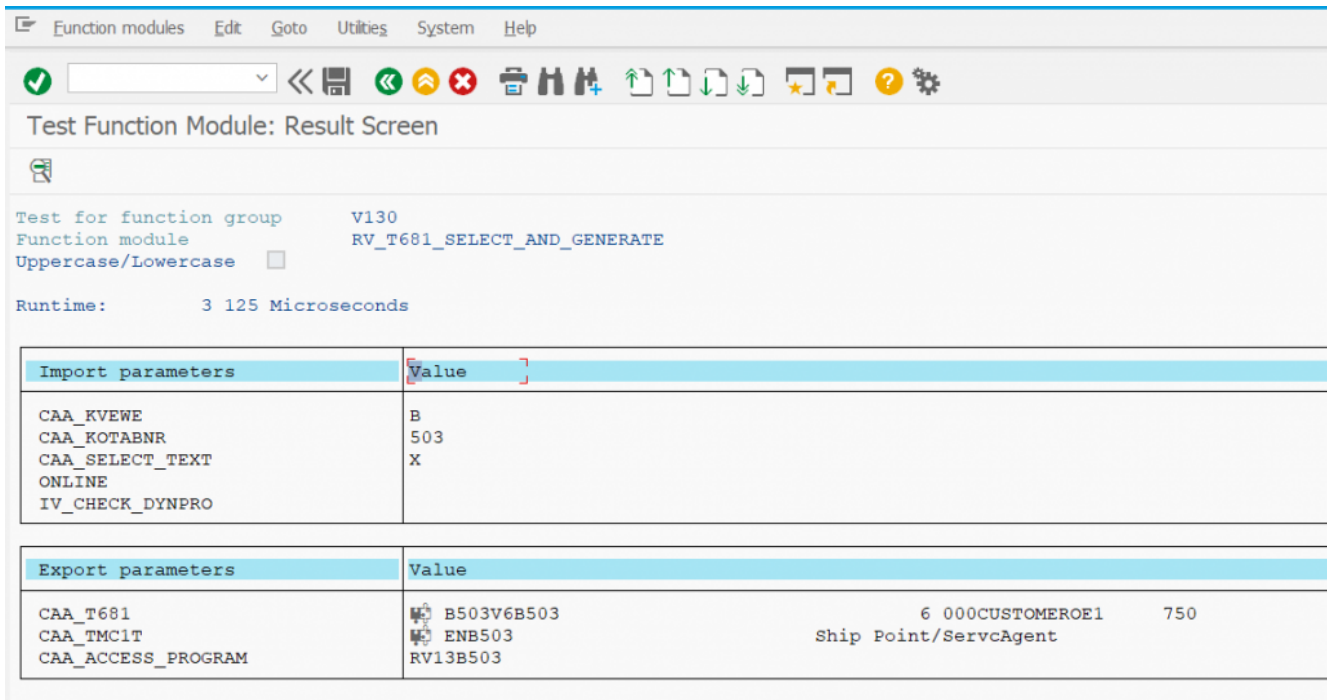 Function modules Edit Goto Utilities System Help
Test Function Module: Result Screen
Test for function group V130
Function module RV_T681_SELECT_AND_GENERATE
Uppercase/Lowercase
Runtime: 3 125 Microseconds
Import parameters Value
CAA_KVEWE B
CAA_KOTABNR 503
CAA_SELECT_TEXT X
ONLINE
IV_CHECK_DYNPRO
Export parameters Value
CAA_T681 B503V6B503 6 000CUSTOMEROE1 750
CAA_TMC1T ENB503 Ship Point/ServcAgent
CAA_ACCESS_PROGRAM RV13B503